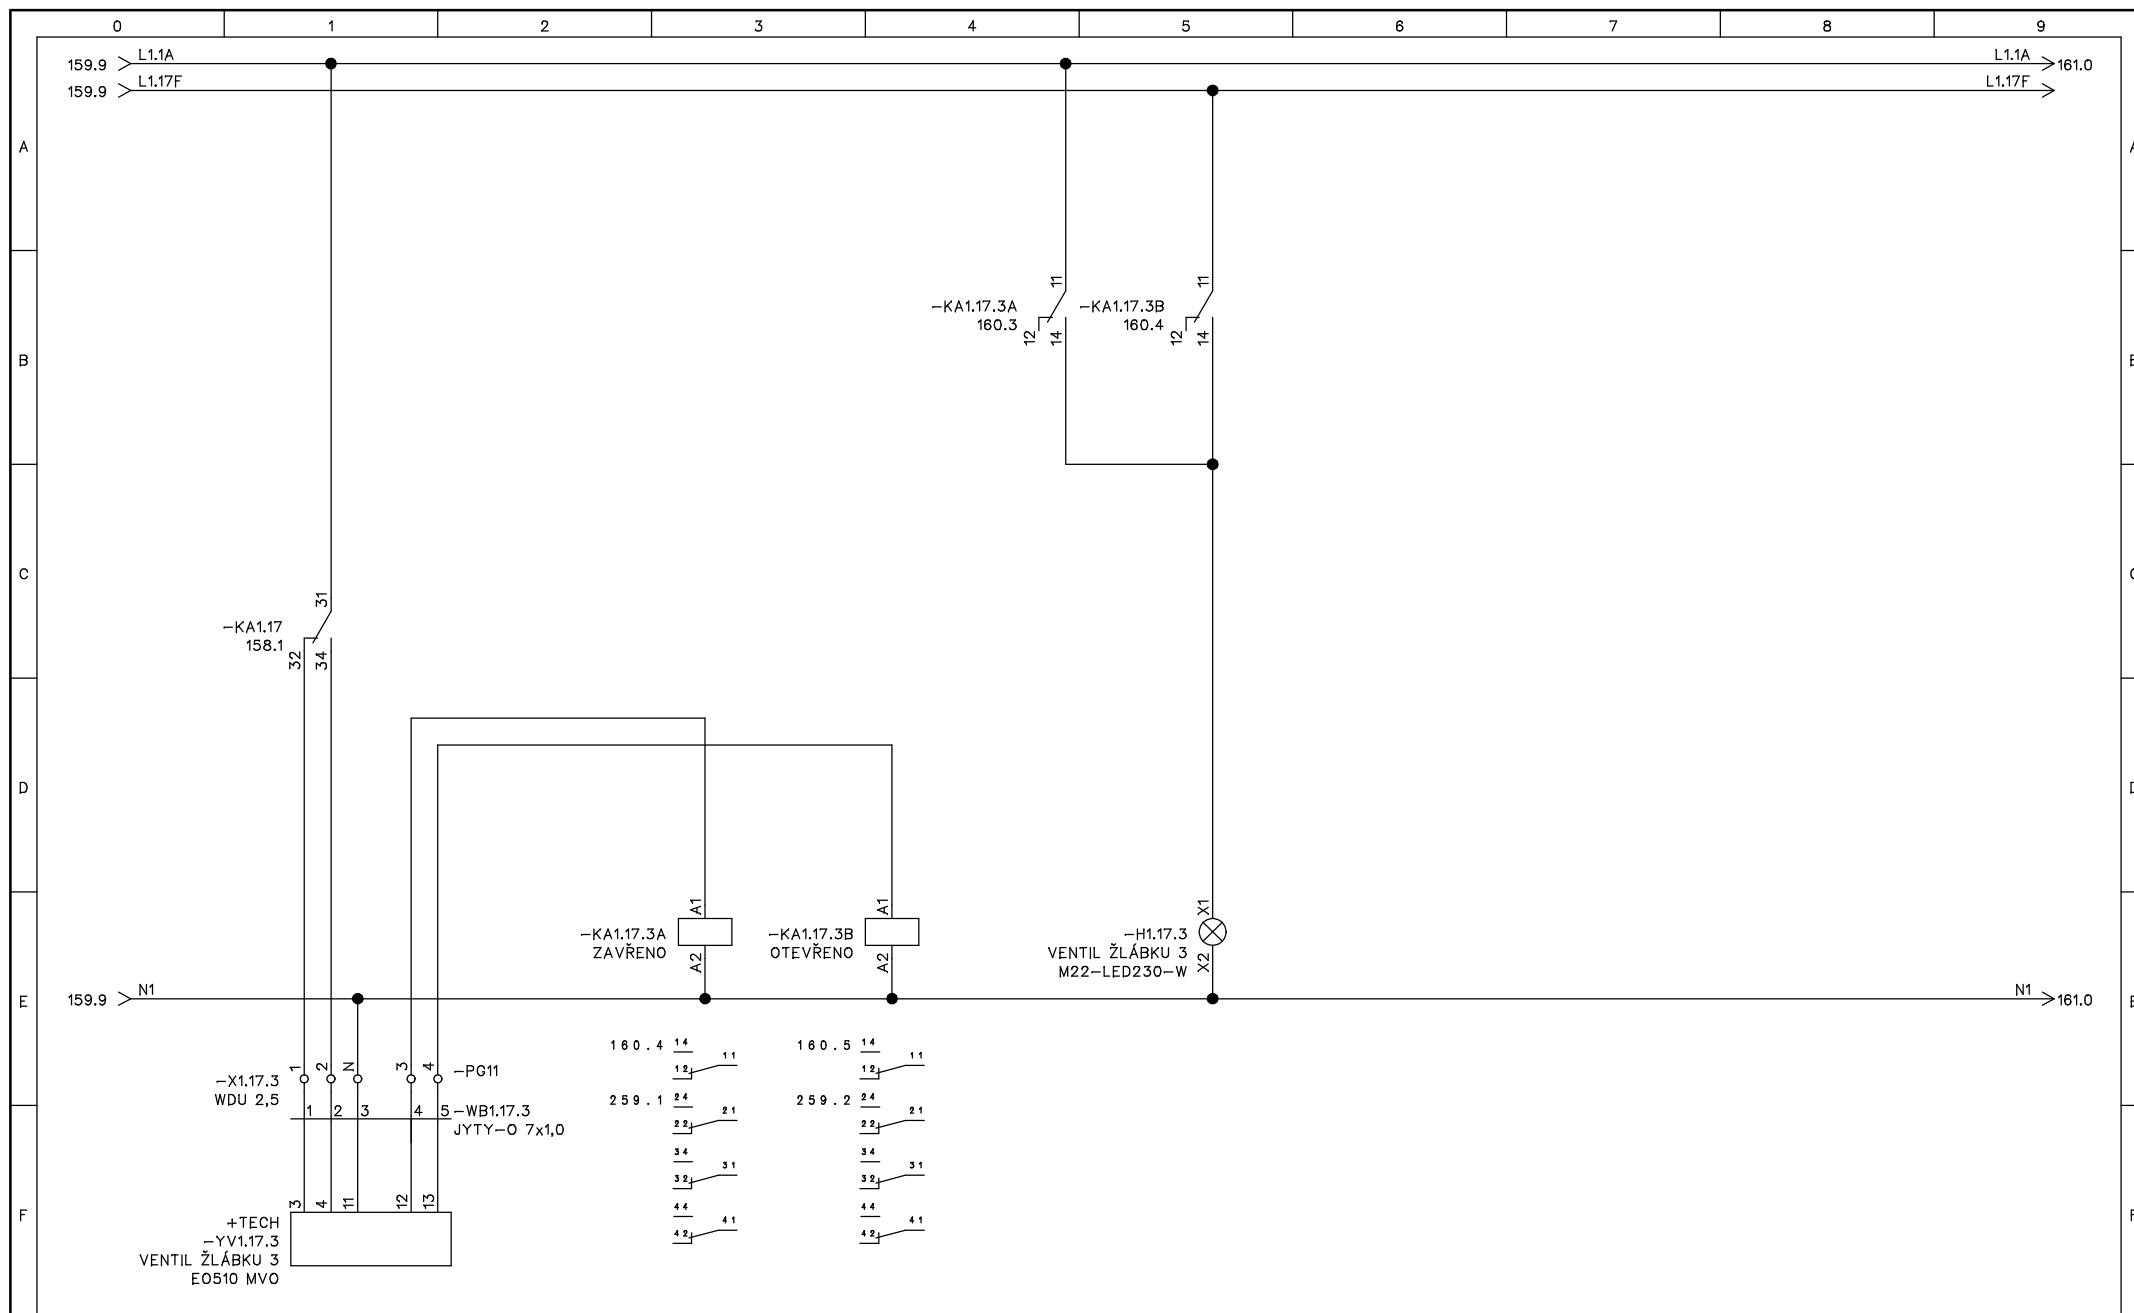 0 1 2 3 4 5 6 7 8 9
159.9 L1.1A L1.1A 161.0
159.9 L1.17F L1.17F
A A
11 11
-KA1.17.3A -KA1.17.3B
160.3 160.4
12 14 12 14
B
C
31
-KA1.17
158.1
32 34
D
A1 A1 X1
-KA1.17.3A -KA1.17.3B -H1.17.3
ZAVŘENO OTEVŘENO VENTIL ŽLÁBKU 3
A2 A2 X2 M22-LED230-W
E 159.9 N1 N1 161.0
160.4 14 160.5 14
11 11
12 12
1 2 N 3 4 -PG11
-X1.17.3
WDU 2,5
259.1 24 259.2 24
1 2 3 4 5 -WB1.17.3
21 21
22 22
JYTY-O 7x1,0
34 34
31 31
32 32
3 4 11 12 13
44 44
F
+TECH
41 41
42 42
-YV1.17.3
VENTIL ŽLÁBKU 3
EO510 MVO